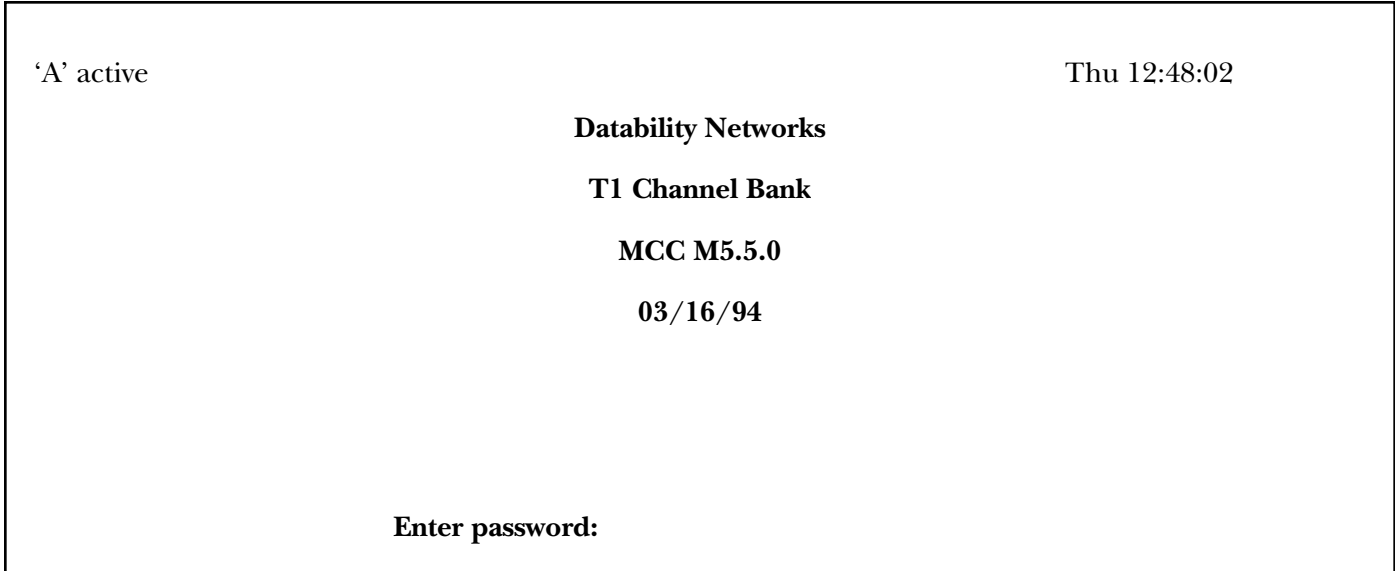 ‘A’ active Thu 12:48:02
Datability Networks
T1 Channel Bank
MCC M5.5.0
03/16/94
Enter password: